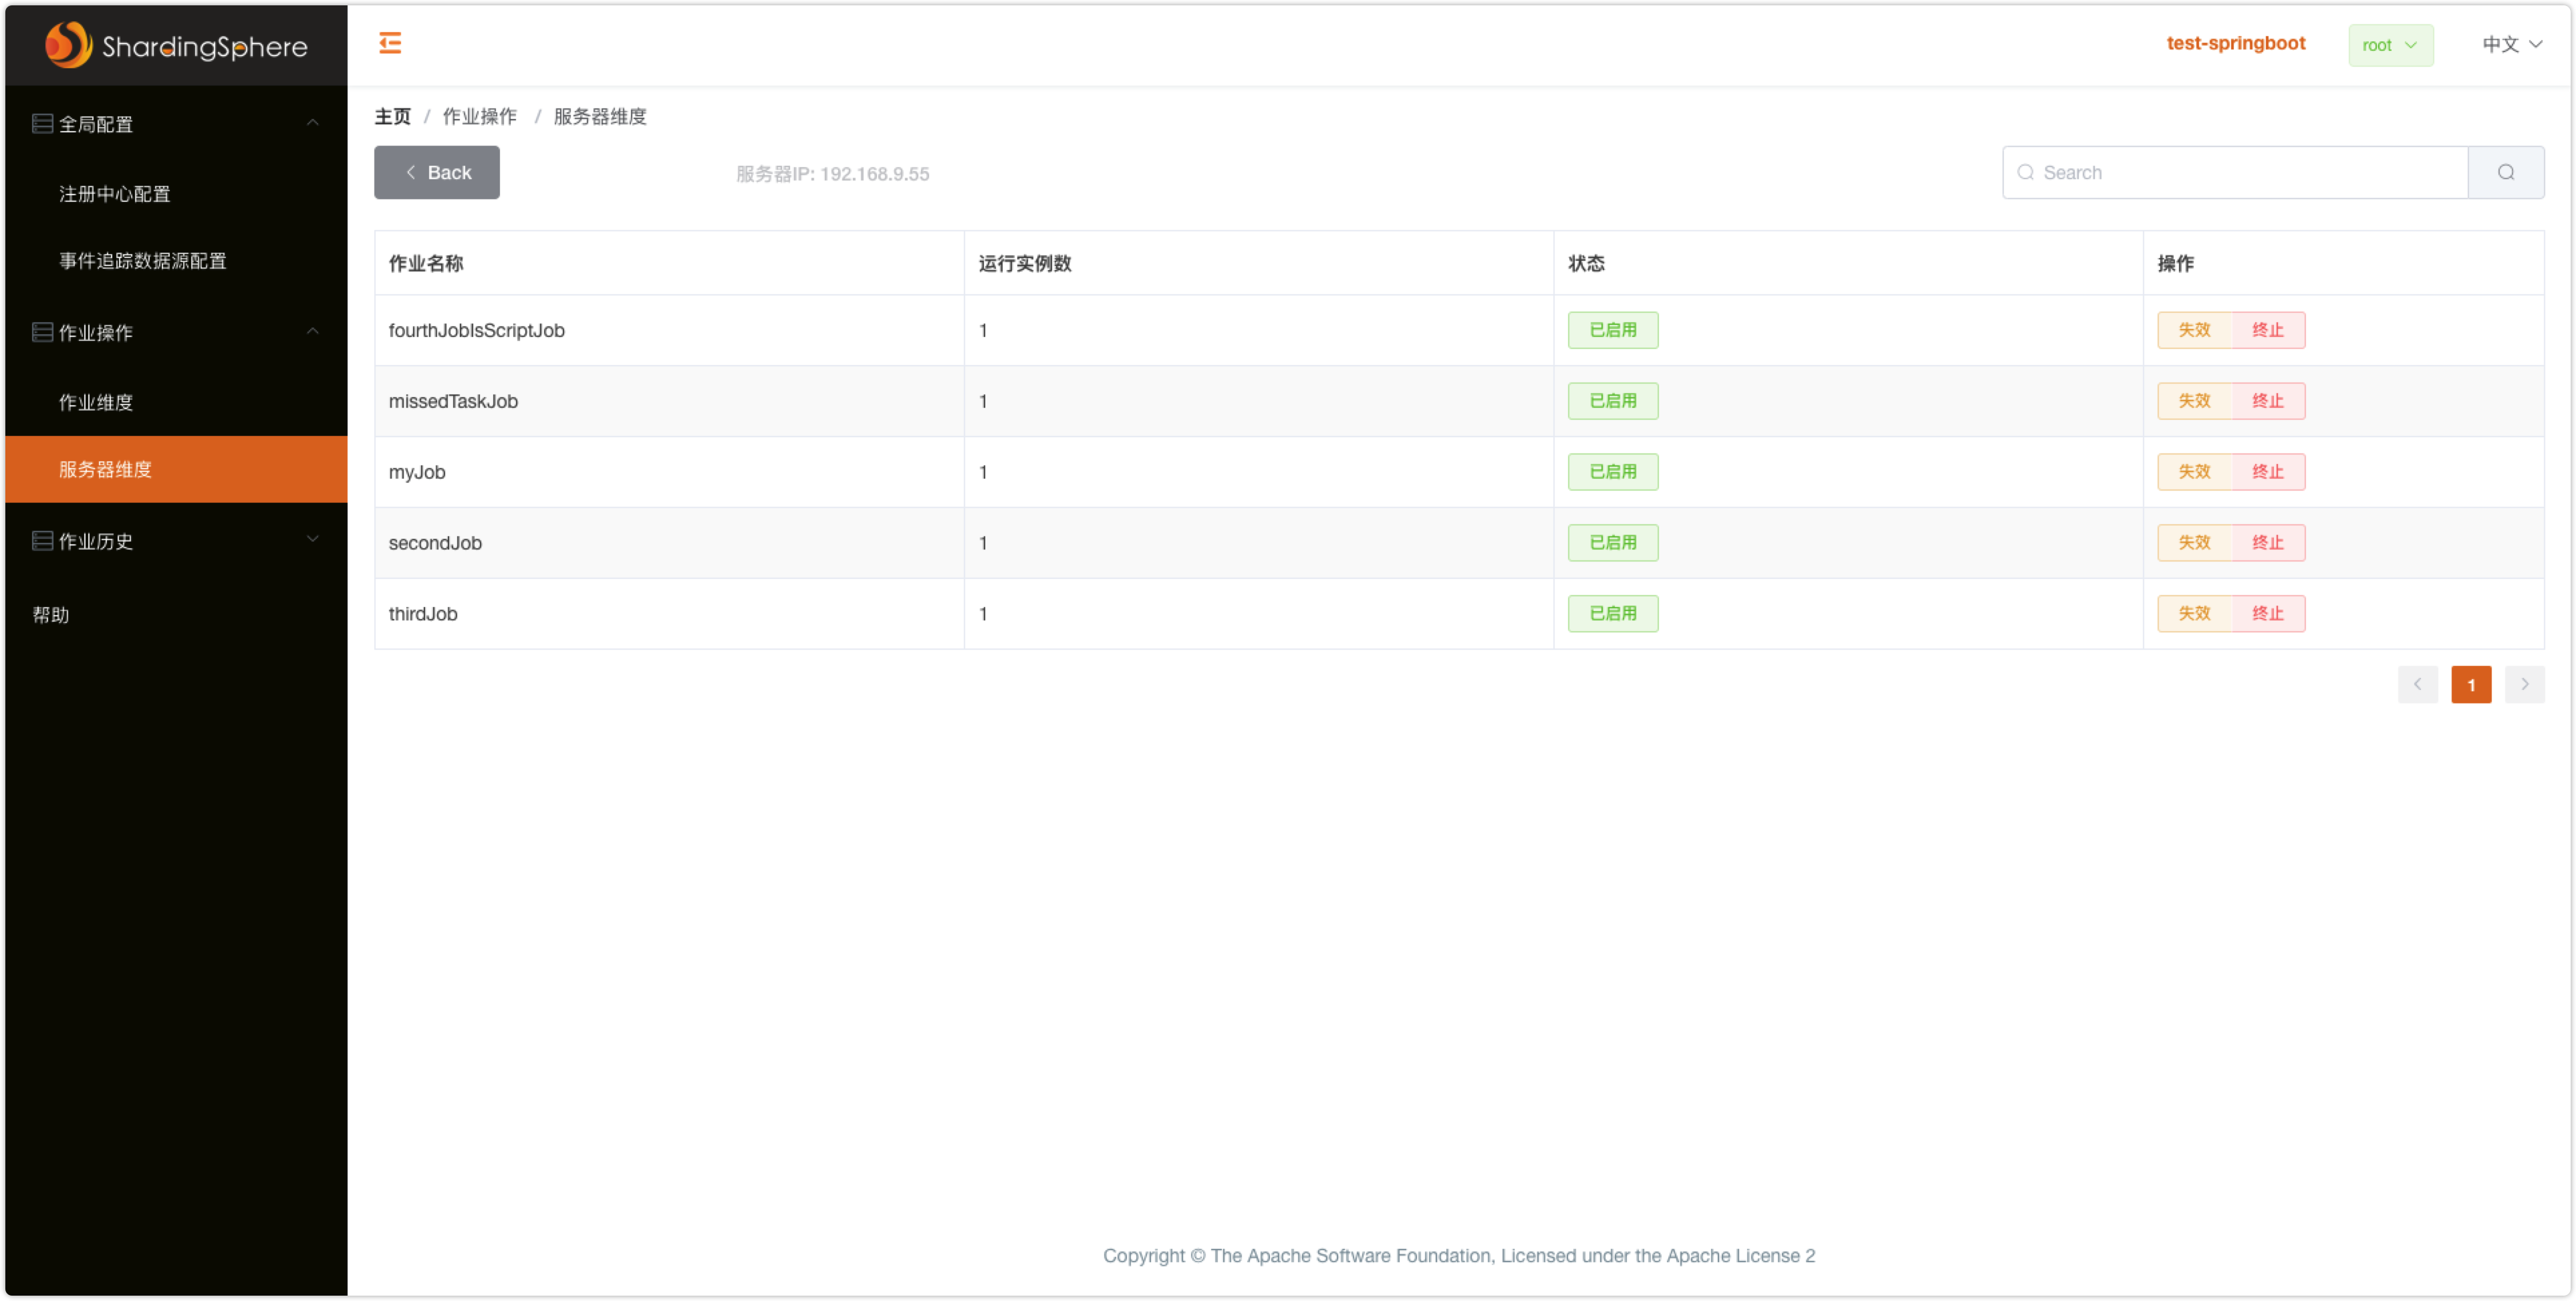 ShardingSphere
test-springboot
root
中文
全局配置
注册中心配置
事件追踪数据源配置
作业操作
作业维度
服务器维度
作业历史
帮助
主页 / 作业操作 / 服务器维度
Back
服务器IP: 192.168.9.55
Search
作业名称 运行实例数 状态 操作
fourthJobIsScriptJob 1 已启用 失效 终止
missedTaskJob 1 已启用 失效 终止
myJob 1 已启用 失效 终止
secondJob 1 已启用 失效 终止
thirdJob 1 已启用 失效 终止
1
Copyright © The Apache Software Foundation, Licensed under the Apache License 2